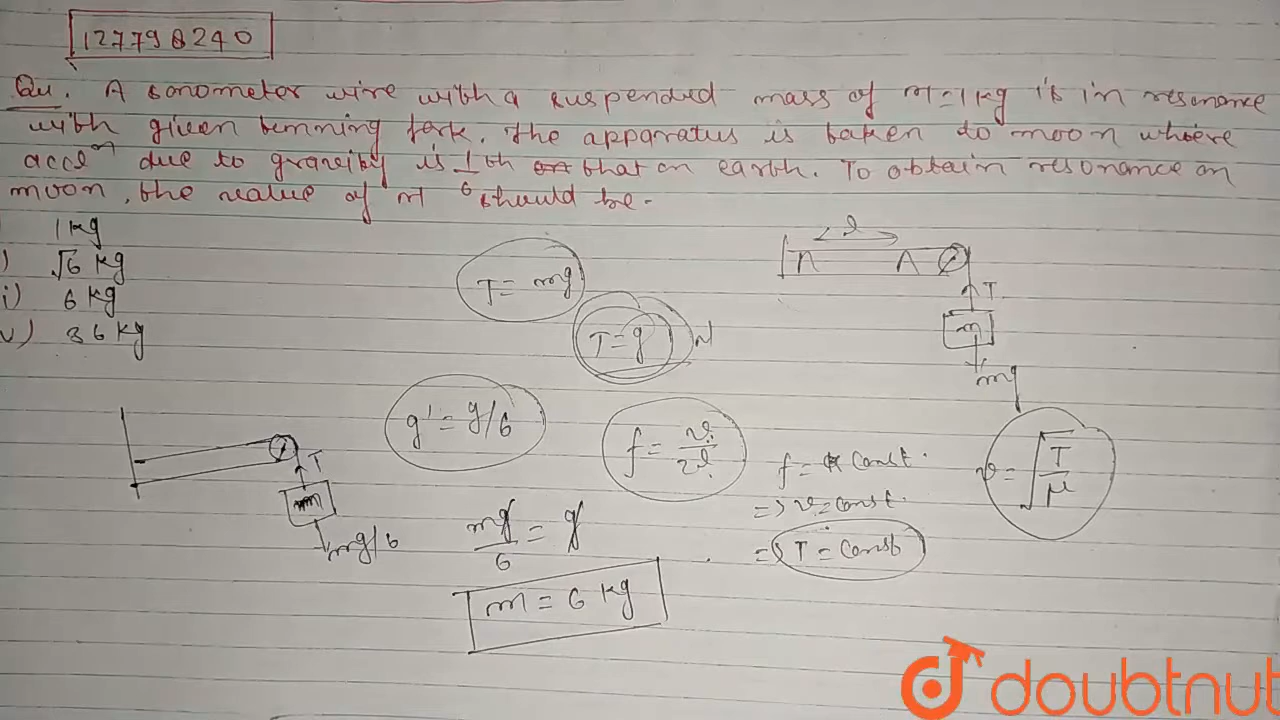 127798240
Qu. A sonometer wire with a suspended mass of M=1kg is in resonance
with given tunning fork. The apparatus is taken to moon where
accl^n due to gravity is 1/6 th that on earth. To obtain resonance on
moon, the value of M should be -
1 kg
) √6 kg
i) 6 kg
v) 36 kg
T = mg
T = g N
l
T
m
mg
g' = g/6
f = v/2l
f = const.
=> v = const.
=> T = const
v = √T/μ
T
m
mg/6
mg/6 = g
m = 6 kg
doubtnut